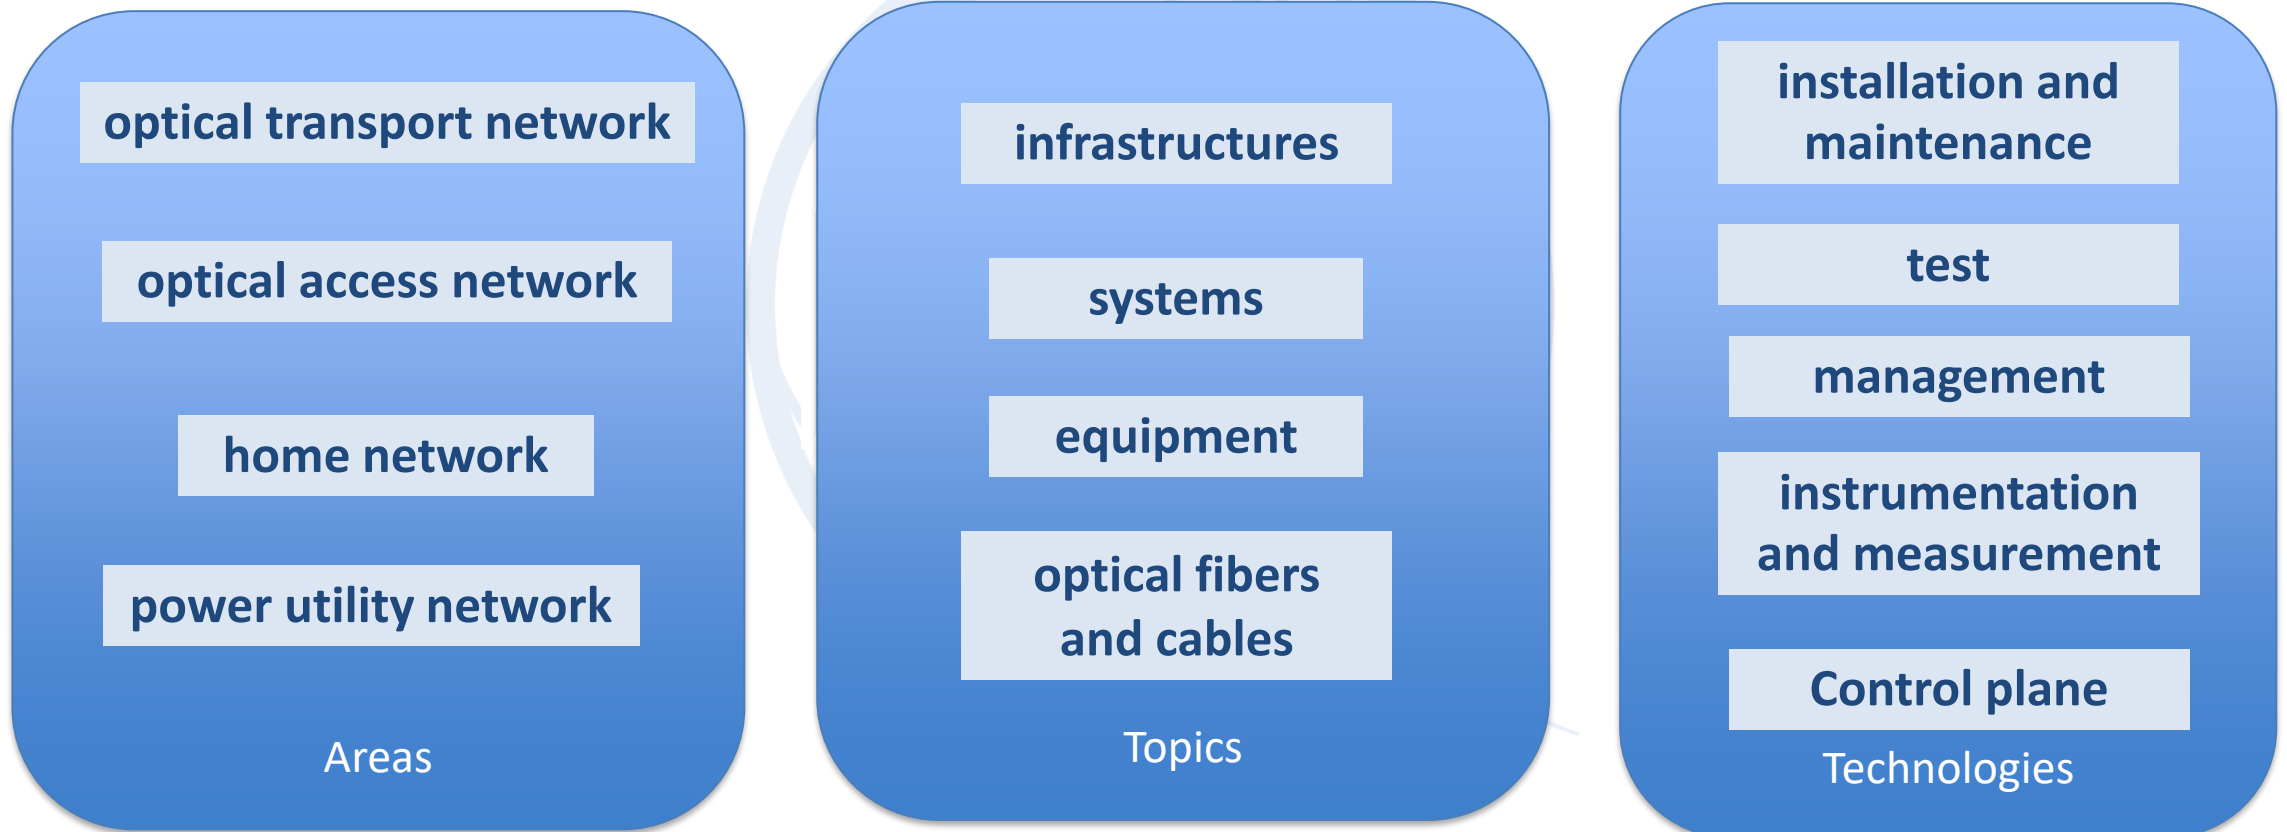 optical transport network
optical access network
home network
power utility network
Areas
infrastructures
systems
equipment
optical fibers
and cables
Topics
installation and
maintenance
test
management
instrumentation
and measurement
Control plane
Technologies